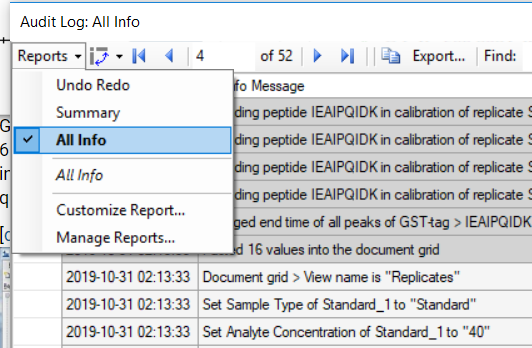 Audit Log: All Info
Reports 4 of 52 Export... Find:
Undo Redo
Summary
All Info
All Info
Customize Report...
Manage Reports...
fo Message
ding peptide IEAIPQIDK in calibration of replicate S
ding peptide IEAIPQIDK in calibration of replicate S
ding peptide IEAIPQIDK in calibration of replicate S
ding peptide IEAIPQIDK in calibration of replicate S
ged end time of all peaks of GST-tag > IEAIPQIDK
16 values into the document grid
2019-10-31 02:13:33 Document grid > View name is "Replicates"
2019-10-31 02:13:33 Set Sample Type of Standard_1 to "Standard"
2019-10-31 02:13:33 Set Analyte Concentration of Standard_1 to "40"